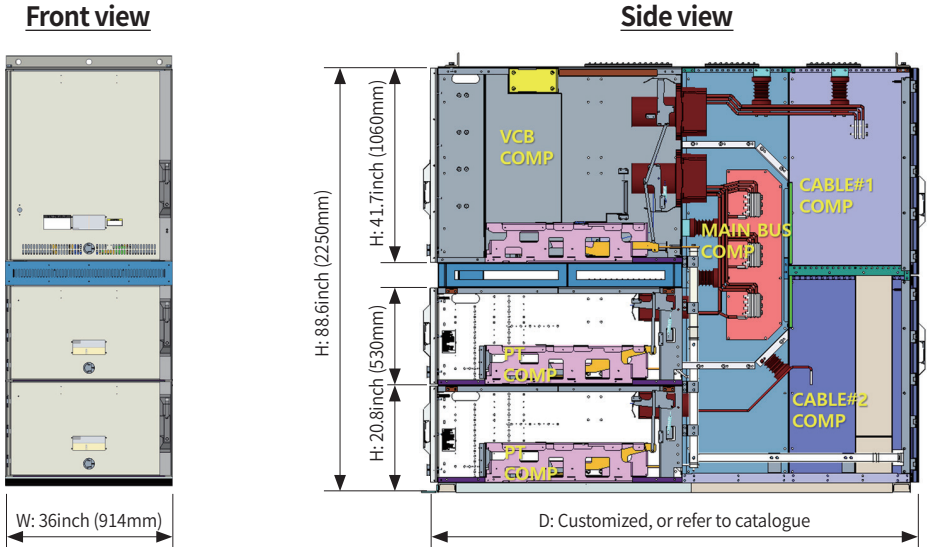 Front view
Side view
H: 88.6inch (2250mm)
H: 41.7inch (1060mm)
H: 20.8inch (530mm)
VCB
COMP
MAIN BUS
COMP
CABLE#1
COMP
PT
COMP
CABLE#2
COMP
PT
COMP
W: 36inch (914mm)
D: Customized, or refer to catalogue